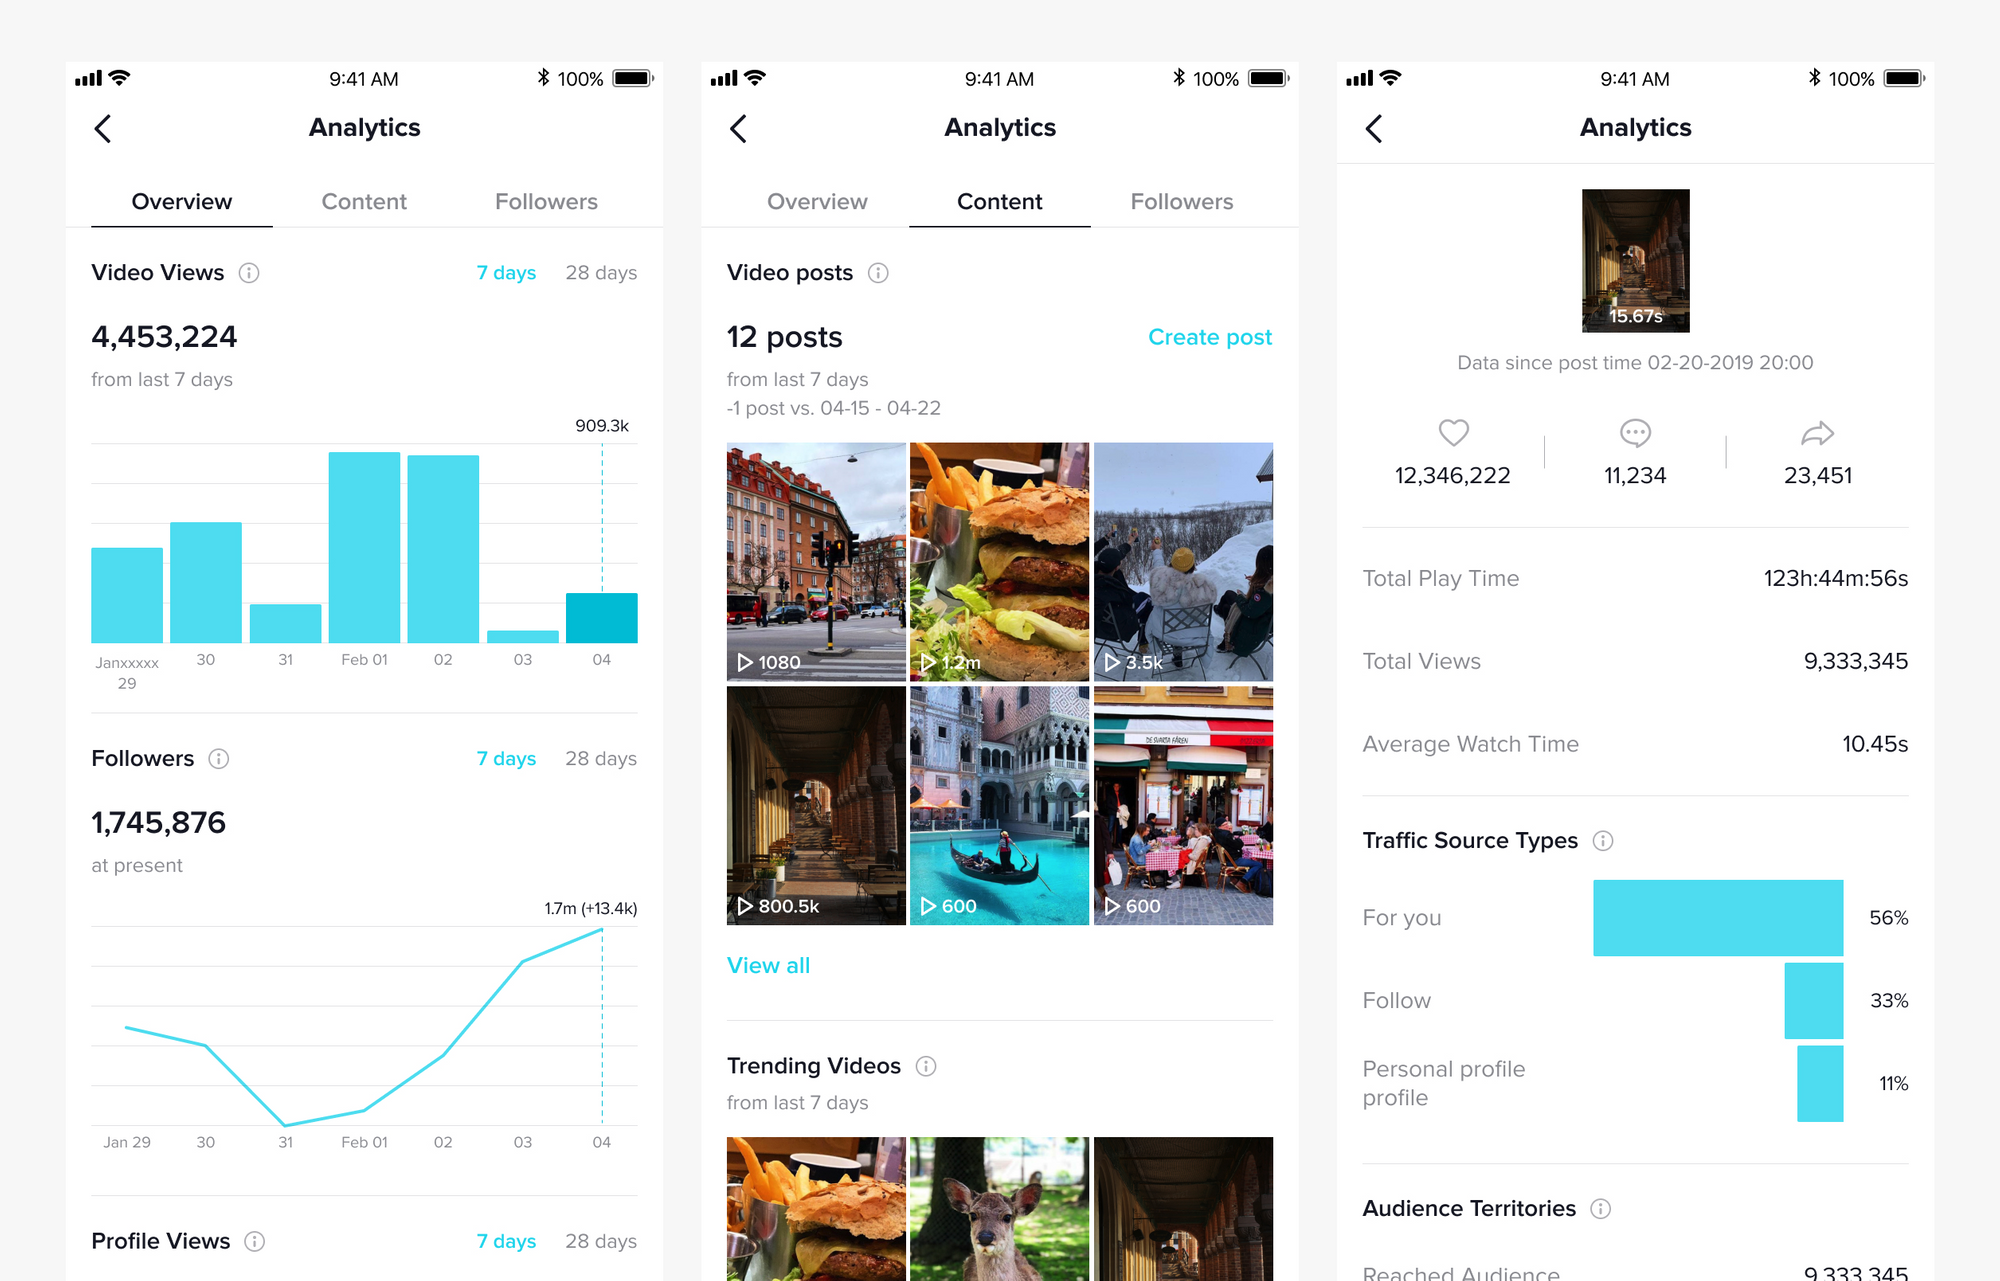 9:41 AM
100%
Analytics
Overview
Content
Followers
Video Views
7 days
28 days
4,453,224
from last 7 days
909.3k
Janxxxxx
29
30
31
Feb 01
02
03
04
Followers
7 days
28 days
1,745,876
at present
1.7m (+13.4k)
Jan 29
30
31
Feb 01
02
03
04
Profile Views
7 days
28 days
9:41 AM
100%
Analytics
Overview
Content
Followers
Video posts
12 posts
Create post
from last 7 days
-1 post vs. 04-15 - 04-22
1080
1.2m
3.5k
DE SVARTA FÅREN
800.5k
600
600
View all
Trending Videos
from last 7 days
9:41 AM
100%
Analytics
15.67s
Data since post time 02-20-2019 20:00
12,346,222
11,234
23,451
Total Play Time
123h:44m:56s
Total Views
9,333,345
Average Watch Time
10.45s
Traffic Source Types
For you
56%
Follow
33%
Personal profile
profile
11%
Audience Territories
Reached Audience
9,333,345